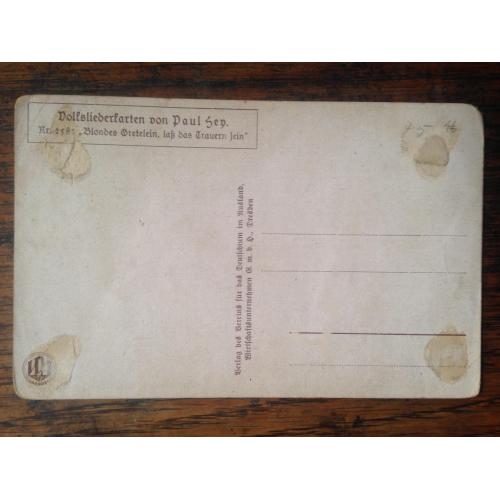 Volksliederkarten von Paul Hey.
Nr. 258: „Blondes Gretelein, laß das Trauern sein"
Verlag des Vereins für das Deutschtum im Ausland,
Wirtschaftsunternehmen G. m. b. H., Dresden